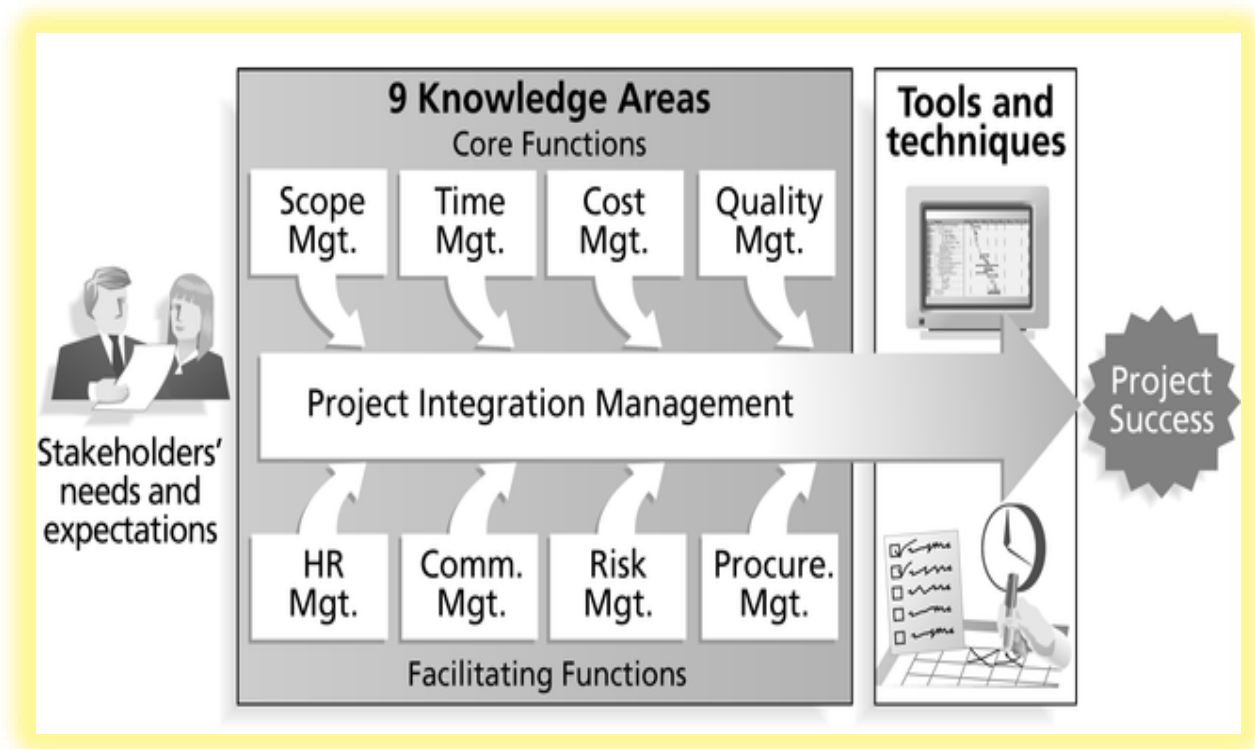 9 Knowledge Areas
Core Functions
Scope
Mgt.
Time
Mgt.
Cost
Mgt.
Quality
Mgt.
Tools and
techniques
Stakeholders’
needs and
expectations
Project Integration Management
Project
Success
HR
Mgt.
Comm.
Mgt.
Risk
Mgt.
Procure.
Mgt.
Facilitating Functions